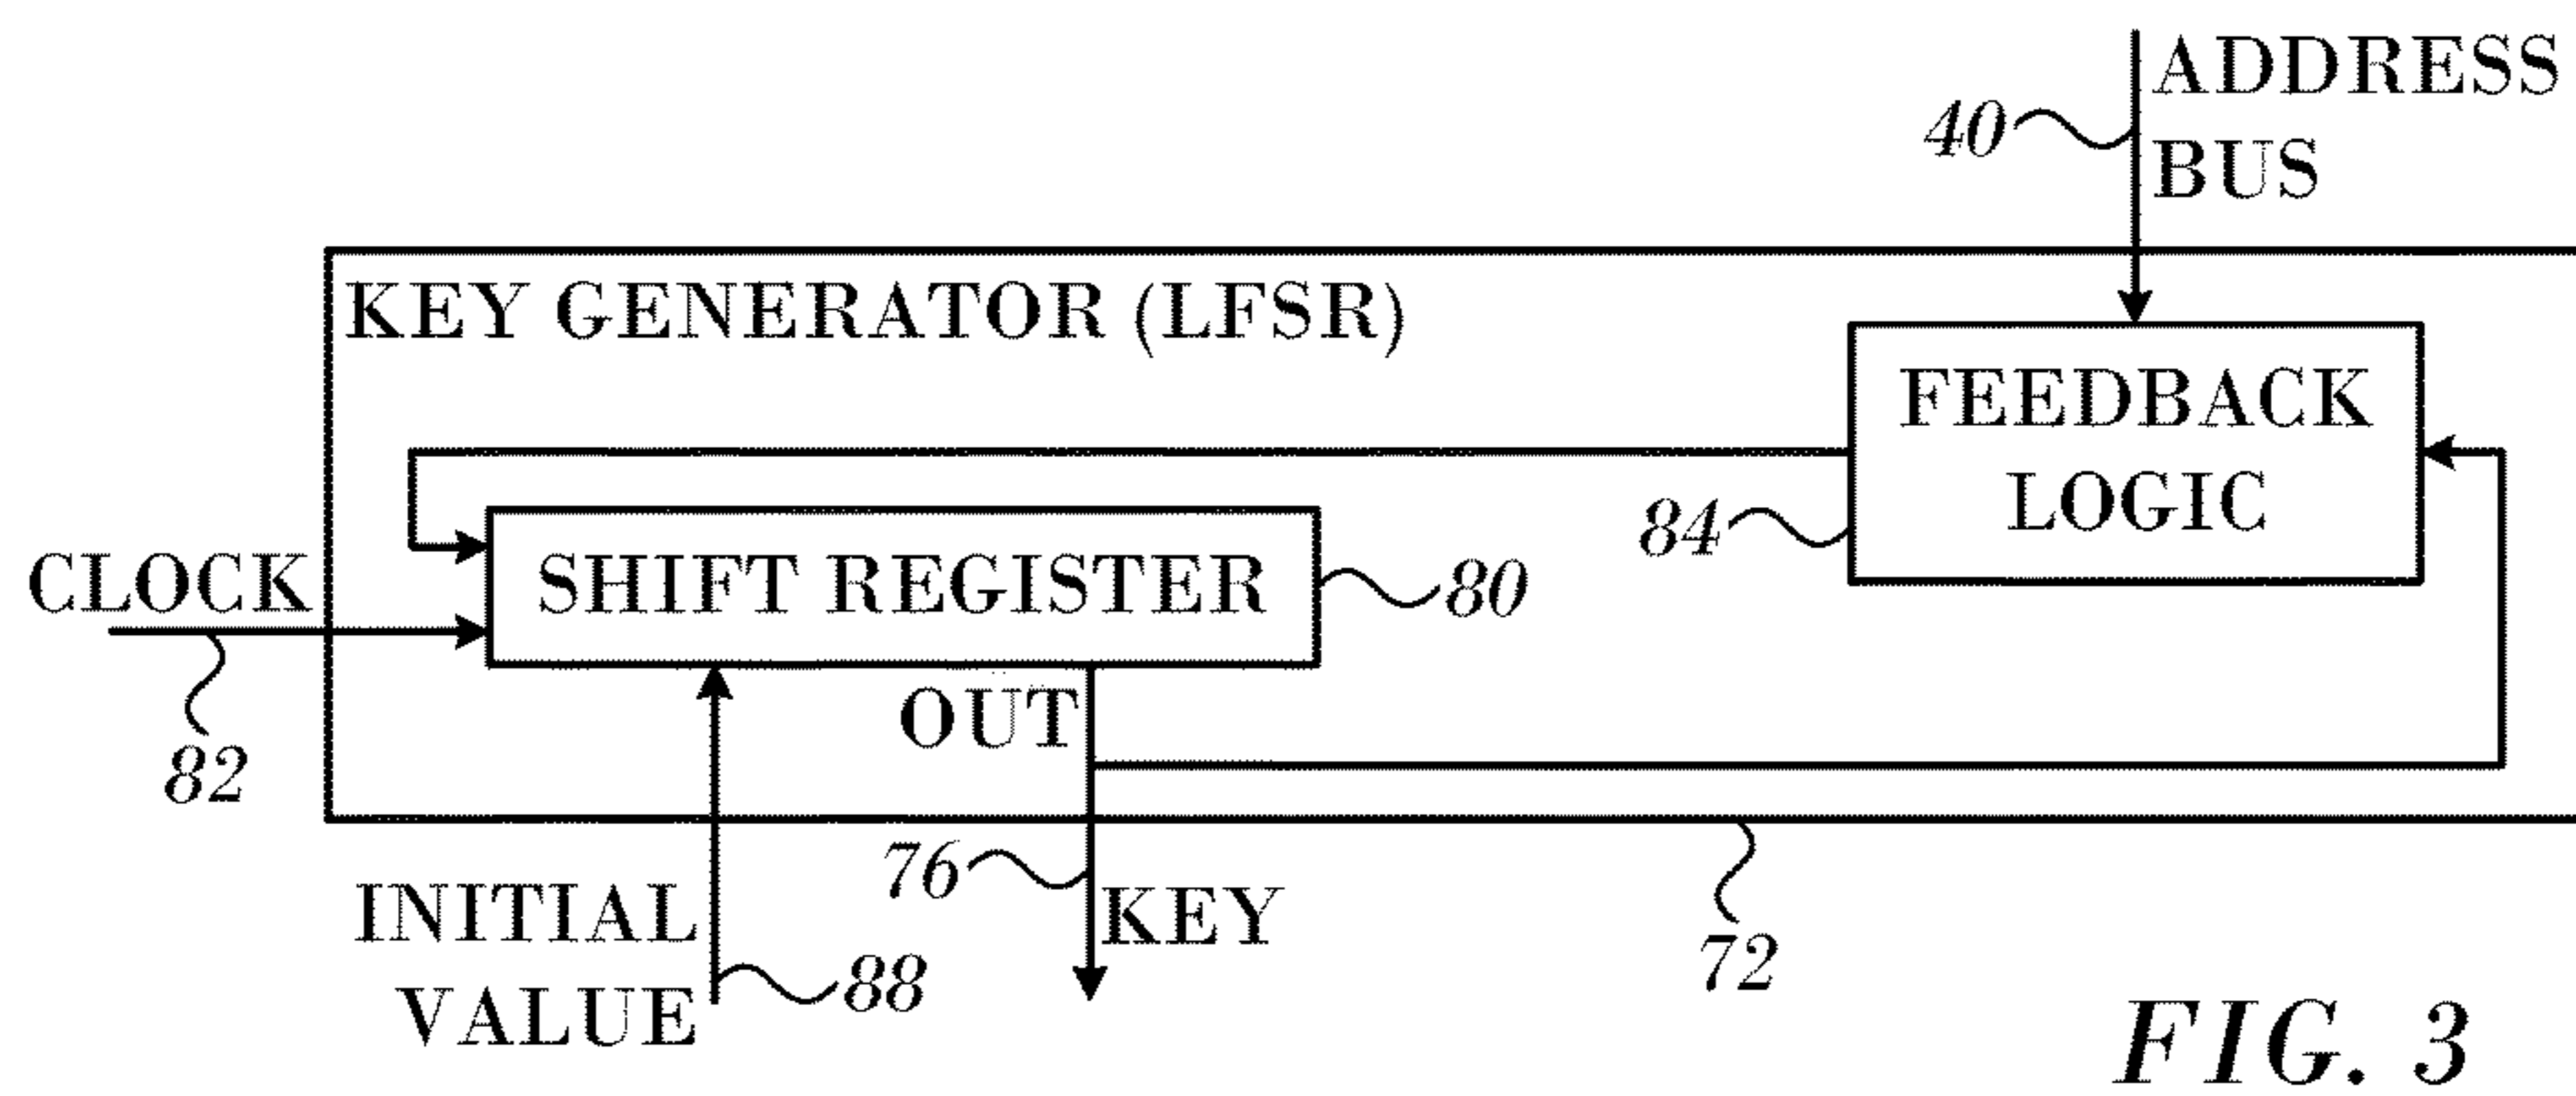 ADDRESS
40
BUS
KEY GENERATOR (LFSR)
FEEDBACK
LOGIC
84
CLOCK
SHIFT REGISTER
80
OUT
82
76
KEY
INITIAL
VALUE
88
72
FIG. 3